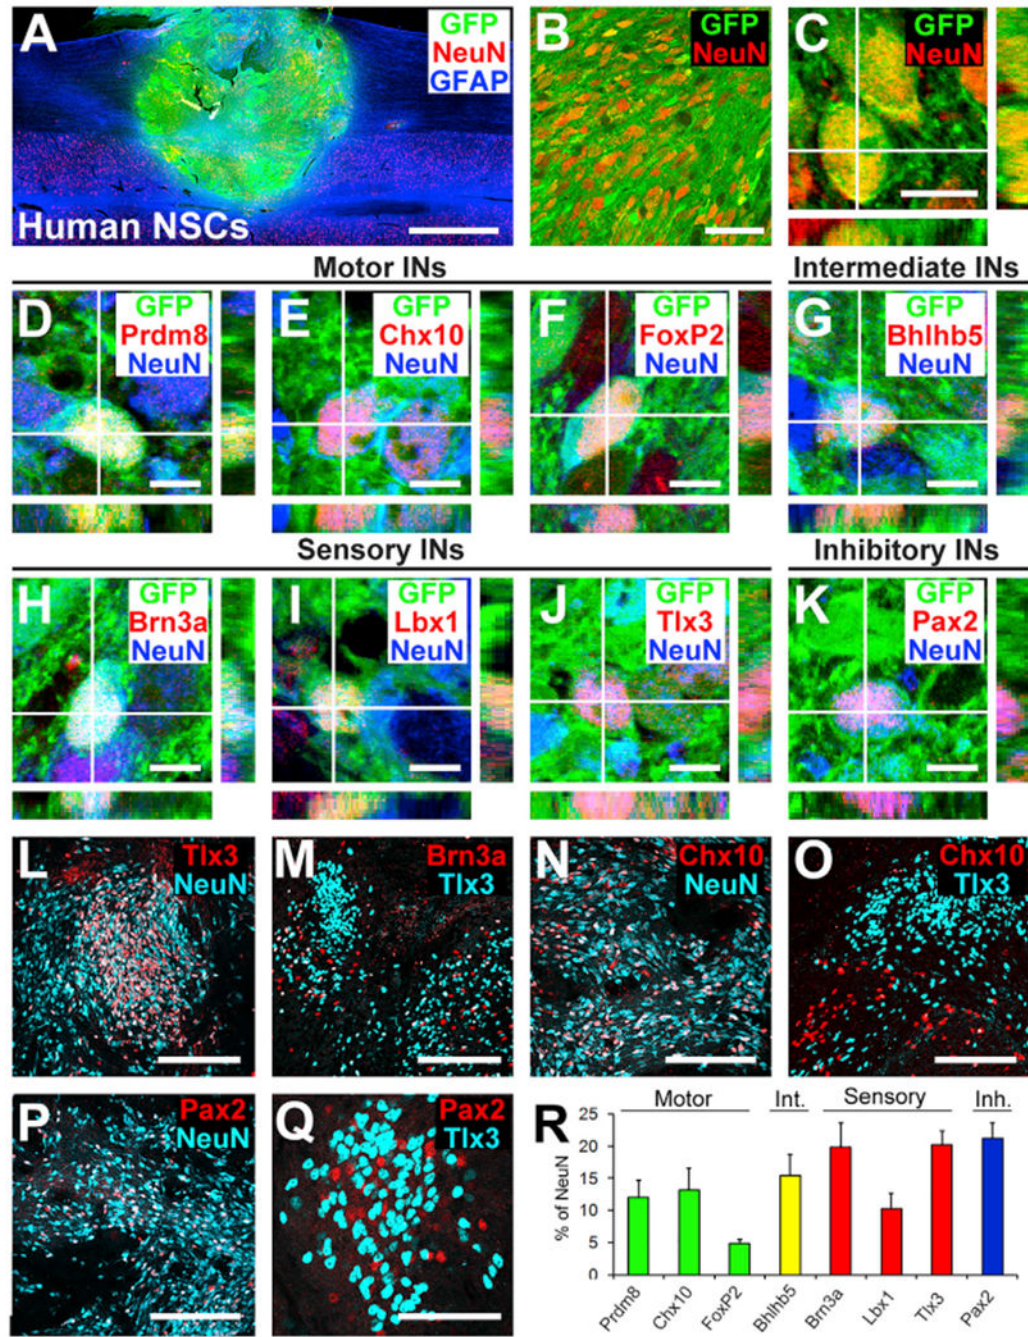 A
GFP
NeuN
GFAP
Human NSCs
B
GFP
NeuN
C
GFP
NeuN
Motor INs
Intermediate INs
D
GFP
Prdm8
NeuN
E
GFP
Chx10
NeuN
F
GFP
FoxP2
NeuN
G
GFP
Bhlhb5
NeuN
Sensory INs
Inhibitory INs
H
GFP
Brn3a
NeuN
I
GFP
Lbx1
NeuN
J
GFP
Tlx3
NeuN
K
GFP
Pax2
NeuN
L
Tlx3
NeuN
M
Brn3a
Tlx3
N
Chx10
NeuN
O
Chx10
Tlx3
P
Pax2
NeuN
Q
Pax2
Tlx3
R
Motor
Int.
Sensory
Inh.
% of NeuN
25
20
15
10
5
0
Prdm8
Chx10
FoxP2
Bhlhb5
Brn3a
Lbx1
Tlx3
Pax2